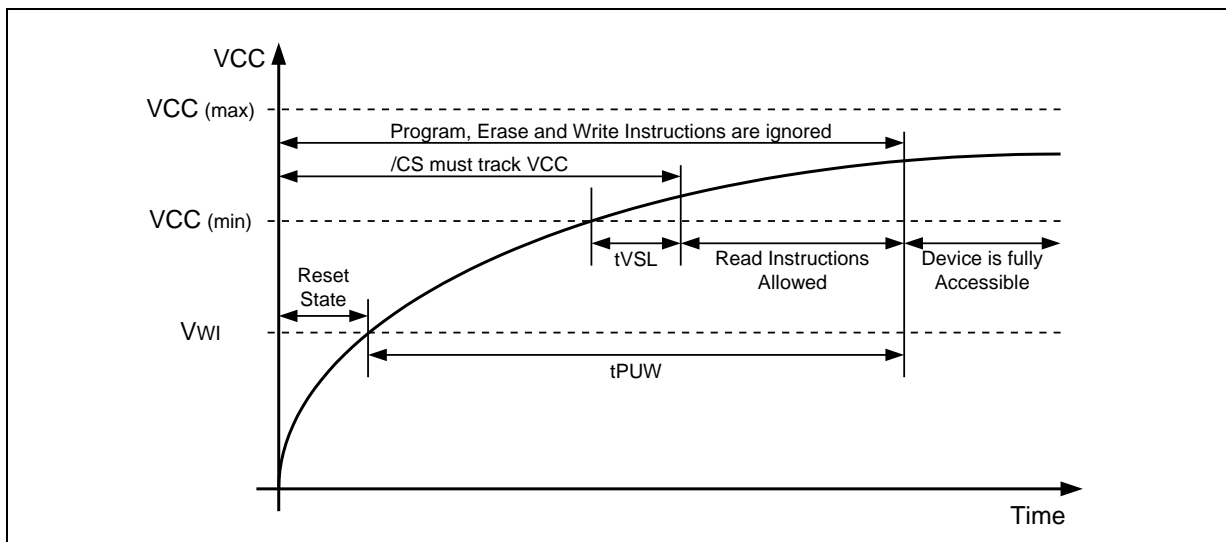 VCC
VCC (max)
Program, Erase and Write Instructions are ignored
/CS must track VCC
VCC (min)
tVSL
Read Instructions
Allowed
Device is fully
Accessible
Reset
State
VWI
tPUW
Time